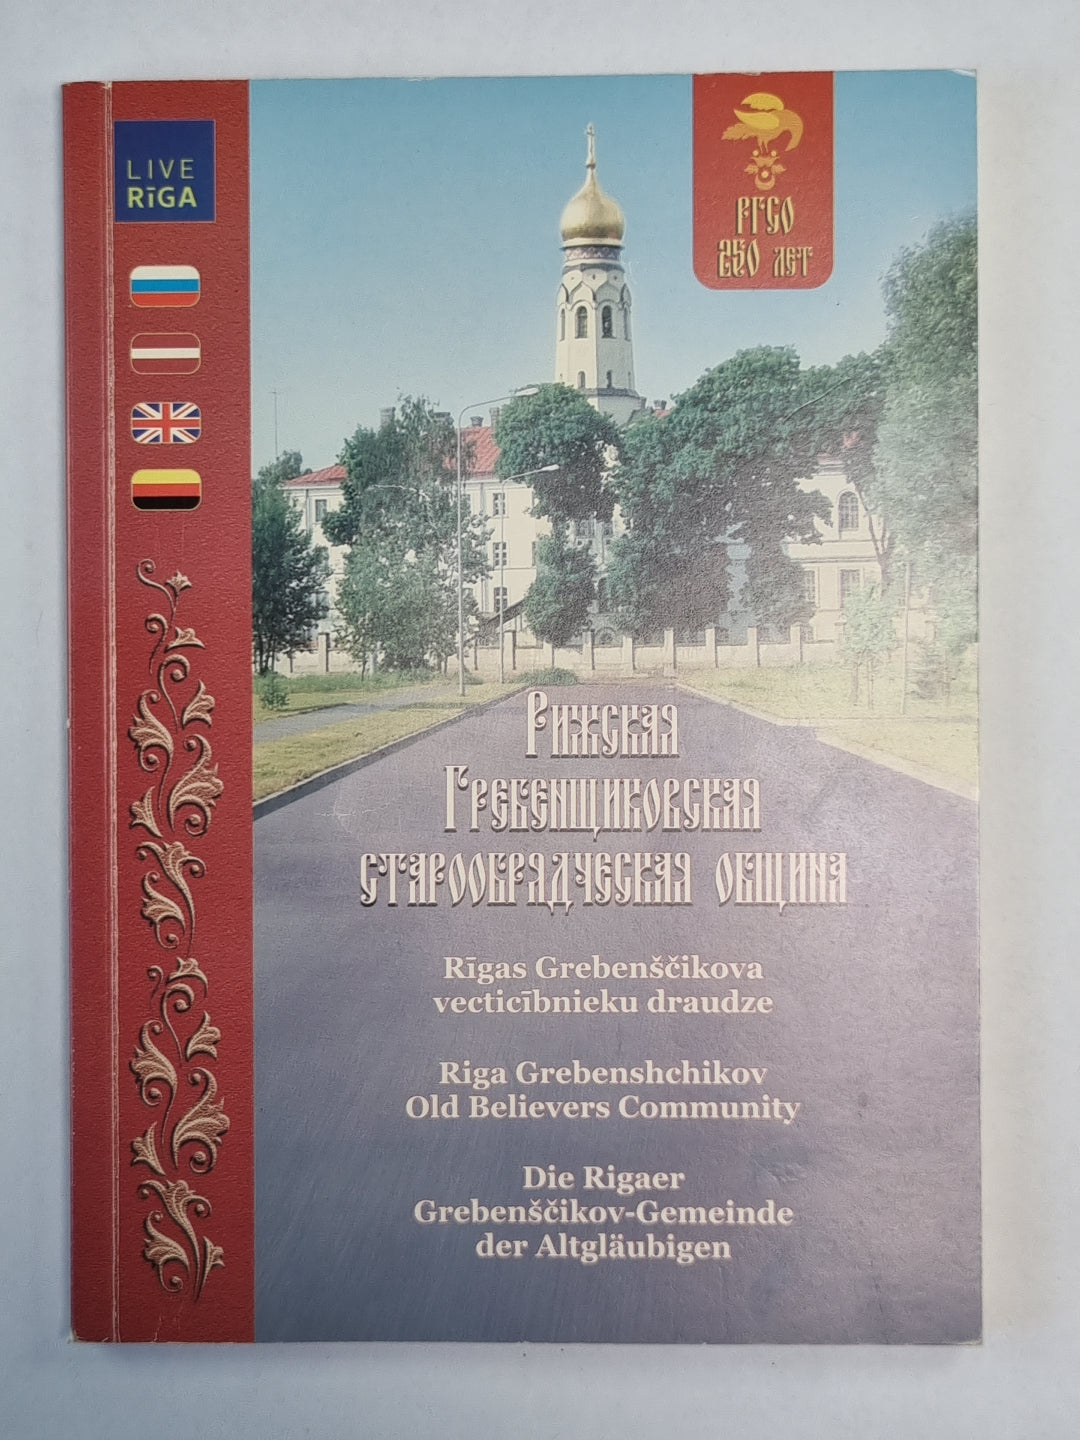 LIVE
RīGA
РГСО
250 лет
Рижская
Гребенщиковская
старообрядческая община
Rīgas Grebenščikova
vecticībnieku draudze
Riga Grebenshchikov
Old Believers Community
Die Rigaer
Grebenščikov-Gemeinde
der Altgläubigen